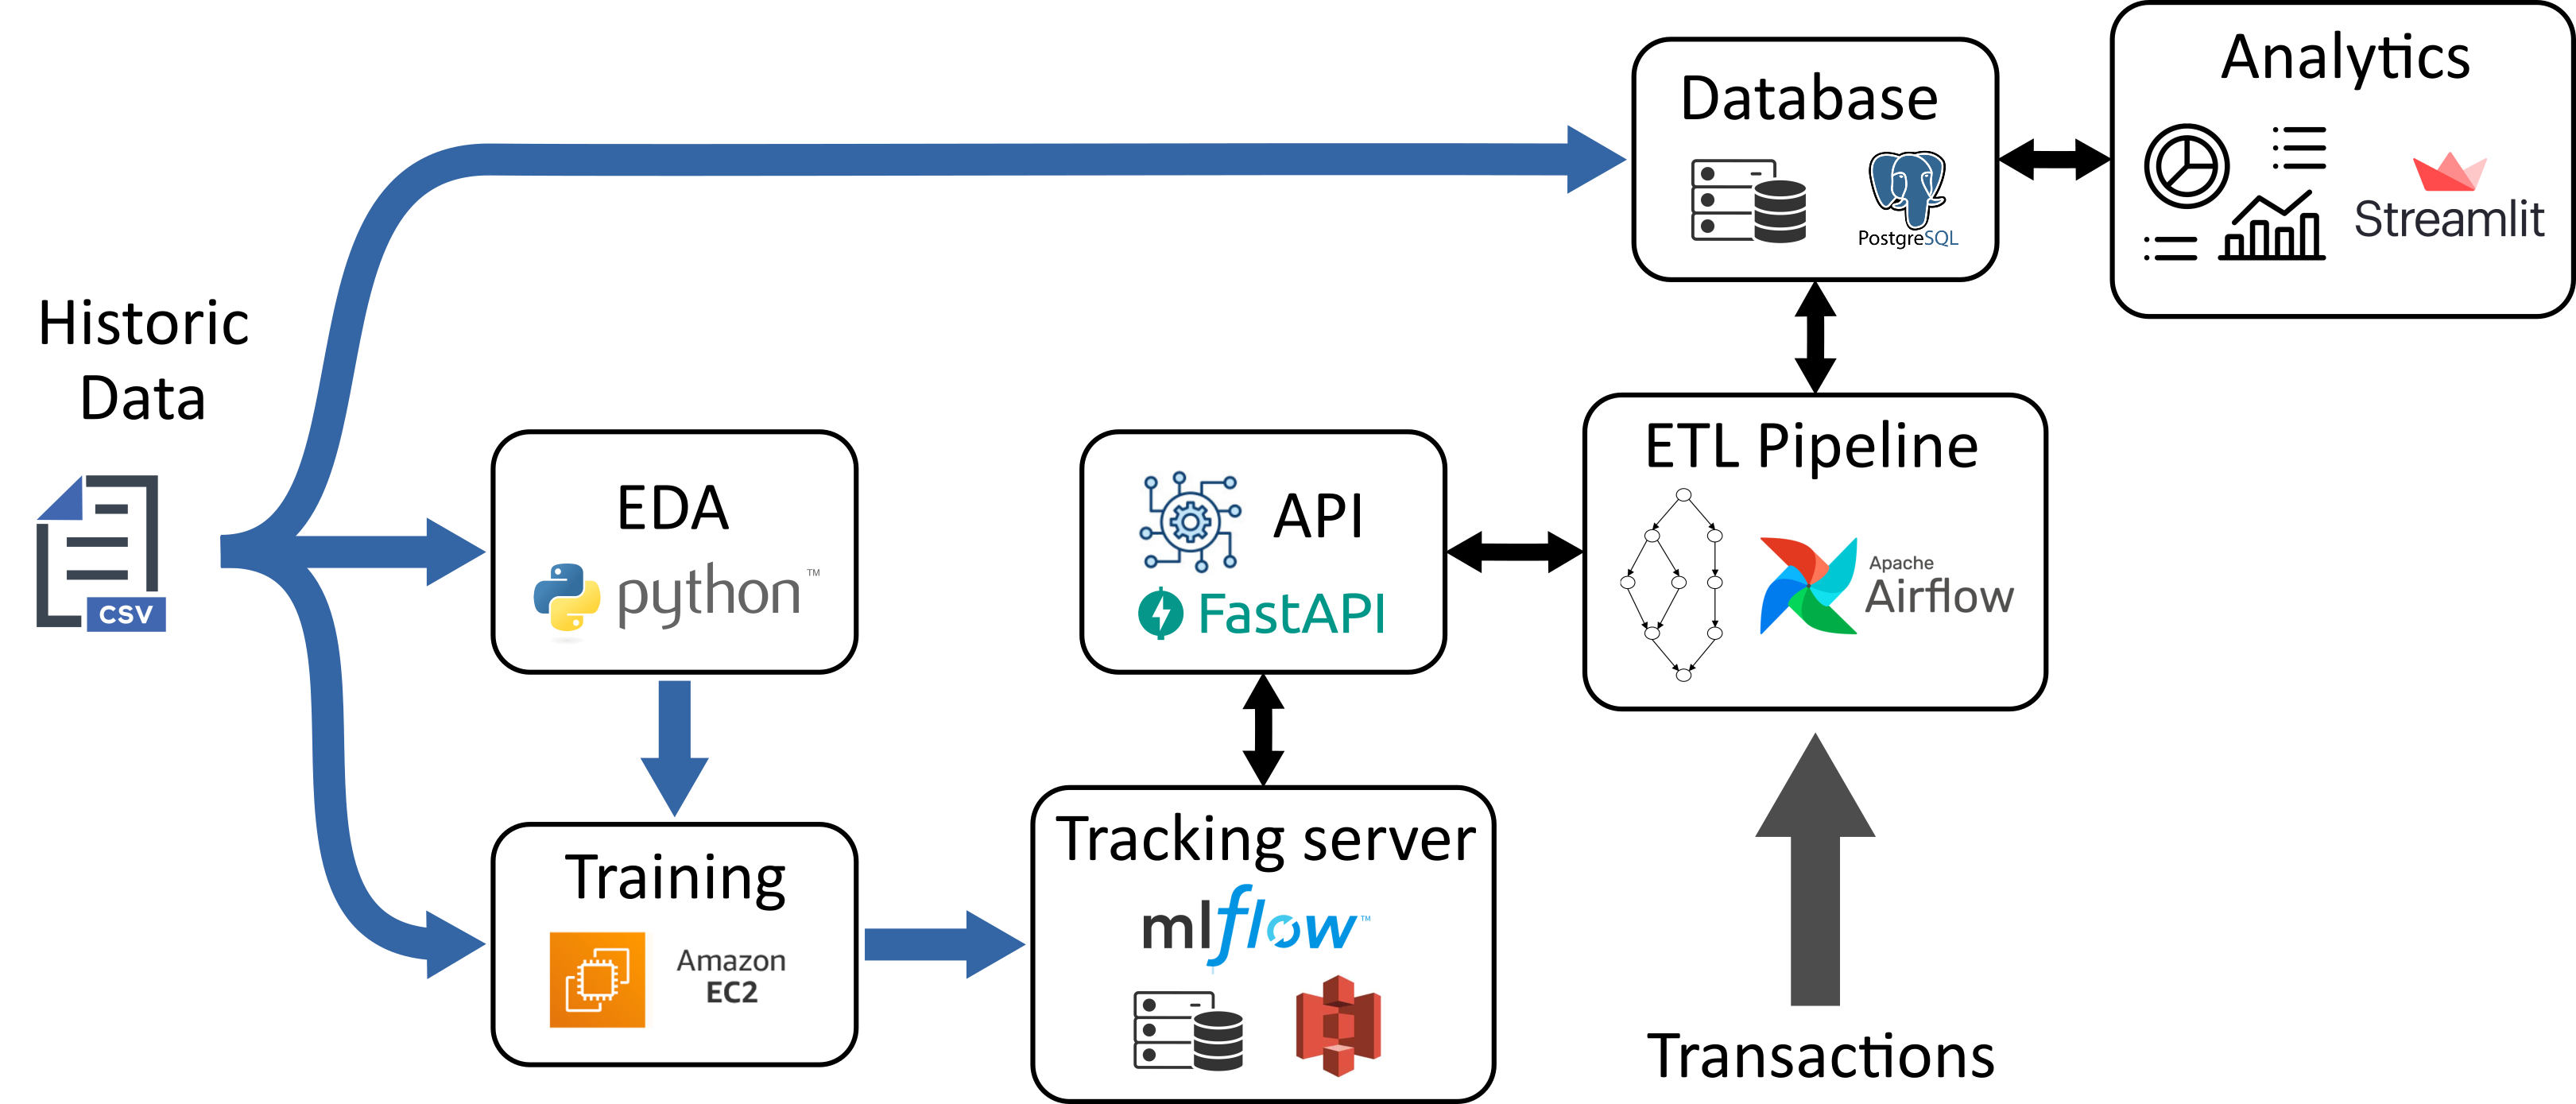 Historic
Data
CSV
EDA
python™
Training
Amazon
EC2
Tracking server
mlflow™
API
FastAPI
ETL Pipeline
Apache
Airflow
Transactions
Database
PostgreSQL
Analytics
Streamlit